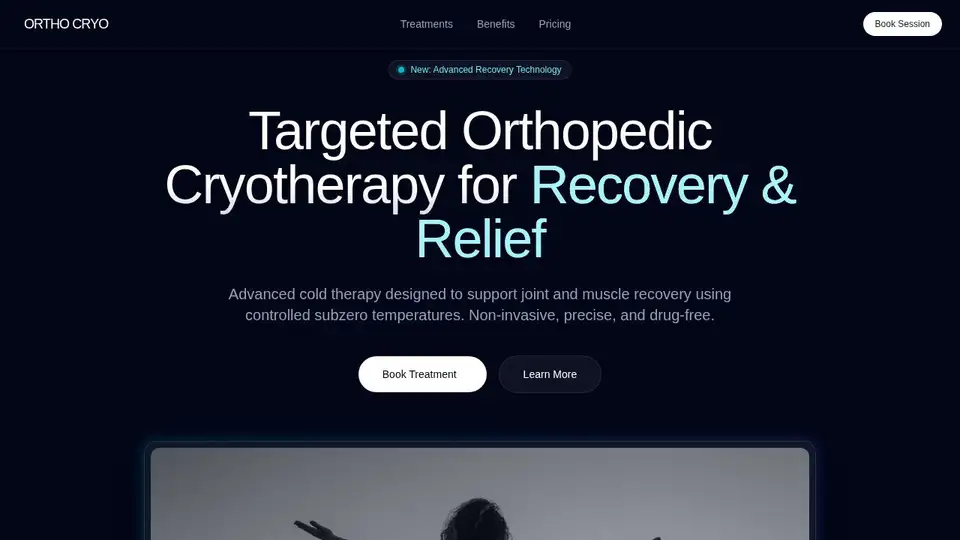 ORTHO CRYO
Treatments
Benefits
Pricing
Book Session
New: Advanced Recovery Technology
Targeted Orthopedic
Cryotherapy for Recovery &
Relief
Advanced cold therapy designed to support joint and muscle recovery using
controlled subzero temperatures. Non-invasive, precise, and drug-free.
Book Treatment
Learn More